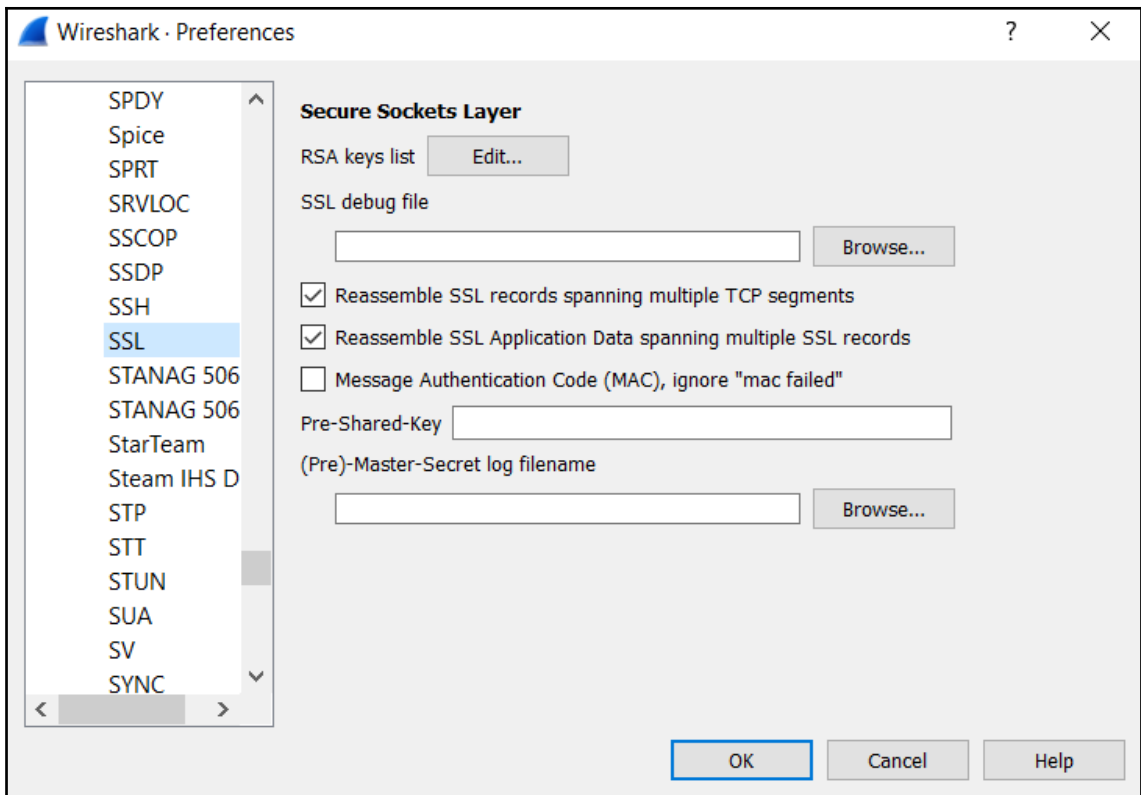 Wireshark · Preferences
?
SPDY
Spice
SPRT
SRVLOC
SSCOP
SSDP
SSH
SSL
STANAG 506
STANAG 506
StarTeam
Steam IHS D
STP
STT
STUN
SUA
SV
SYNC
Secure Sockets Layer
RSA keys list Edit...
SSL debug file
Browse...
Reassemble SSL records spanning multiple TCP segments
Reassemble SSL Application Data spanning multiple SSL records
Message Authentication Code (MAC), ignore "mac failed"
Pre-Shared-Key
(Pre)-Master-Secret log filename
Browse...
OK Cancel Help